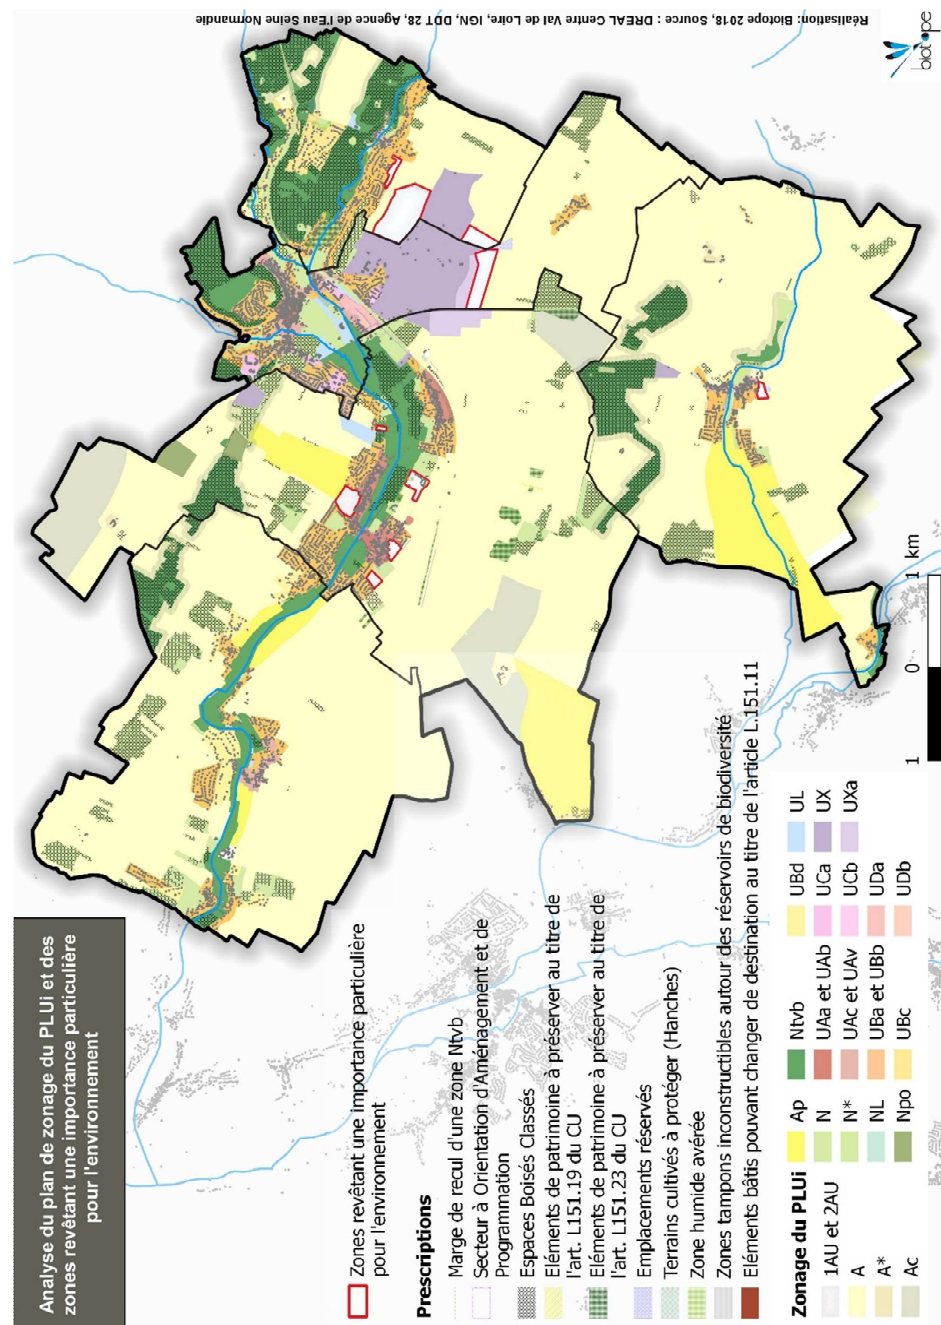 Analyse du plan de zonage du PLUi et des
zones revêtant une importance particulière
pour l'environnement
Zones revêtant une importance particulière
pour l'environnement
Prescriptions
Marge de recul d'une zone Ntvb
Secteur à Orientation d'Aménagement et de
Programmation
Espaces Boisés Classés
Eléments de patrimoine à préserver au titre de
l'art. L151.19 du CU
Eléments de patrimoine à préserver au titre de
l'art. L151.23 du CU
Emplacements réservés
Terrains cultivés à protéger (Hanches)
Zone humide avérée
Zones tampons inconstructibles autour des réservoirs de biodiversité
Eléments bâtis pouvant changer de destination au titre de l'article L.151.11
Zonage du PLUi
1AU et 2AU
A
A*
Ac
Ap
N
N*
NL
Npo
Ntvb
UAa et UAb
UAc et UAv
UBa et UBb
UBc
UBd
UCa
UCb
UDa
UDb
UL
UX
UXa
1 0 1 km
Réalisation: Biotope 2018, Source : DREAL Centre Val de Loire, IGN, DDT 28, Agence de l'Eau Seine Normandie
biotope